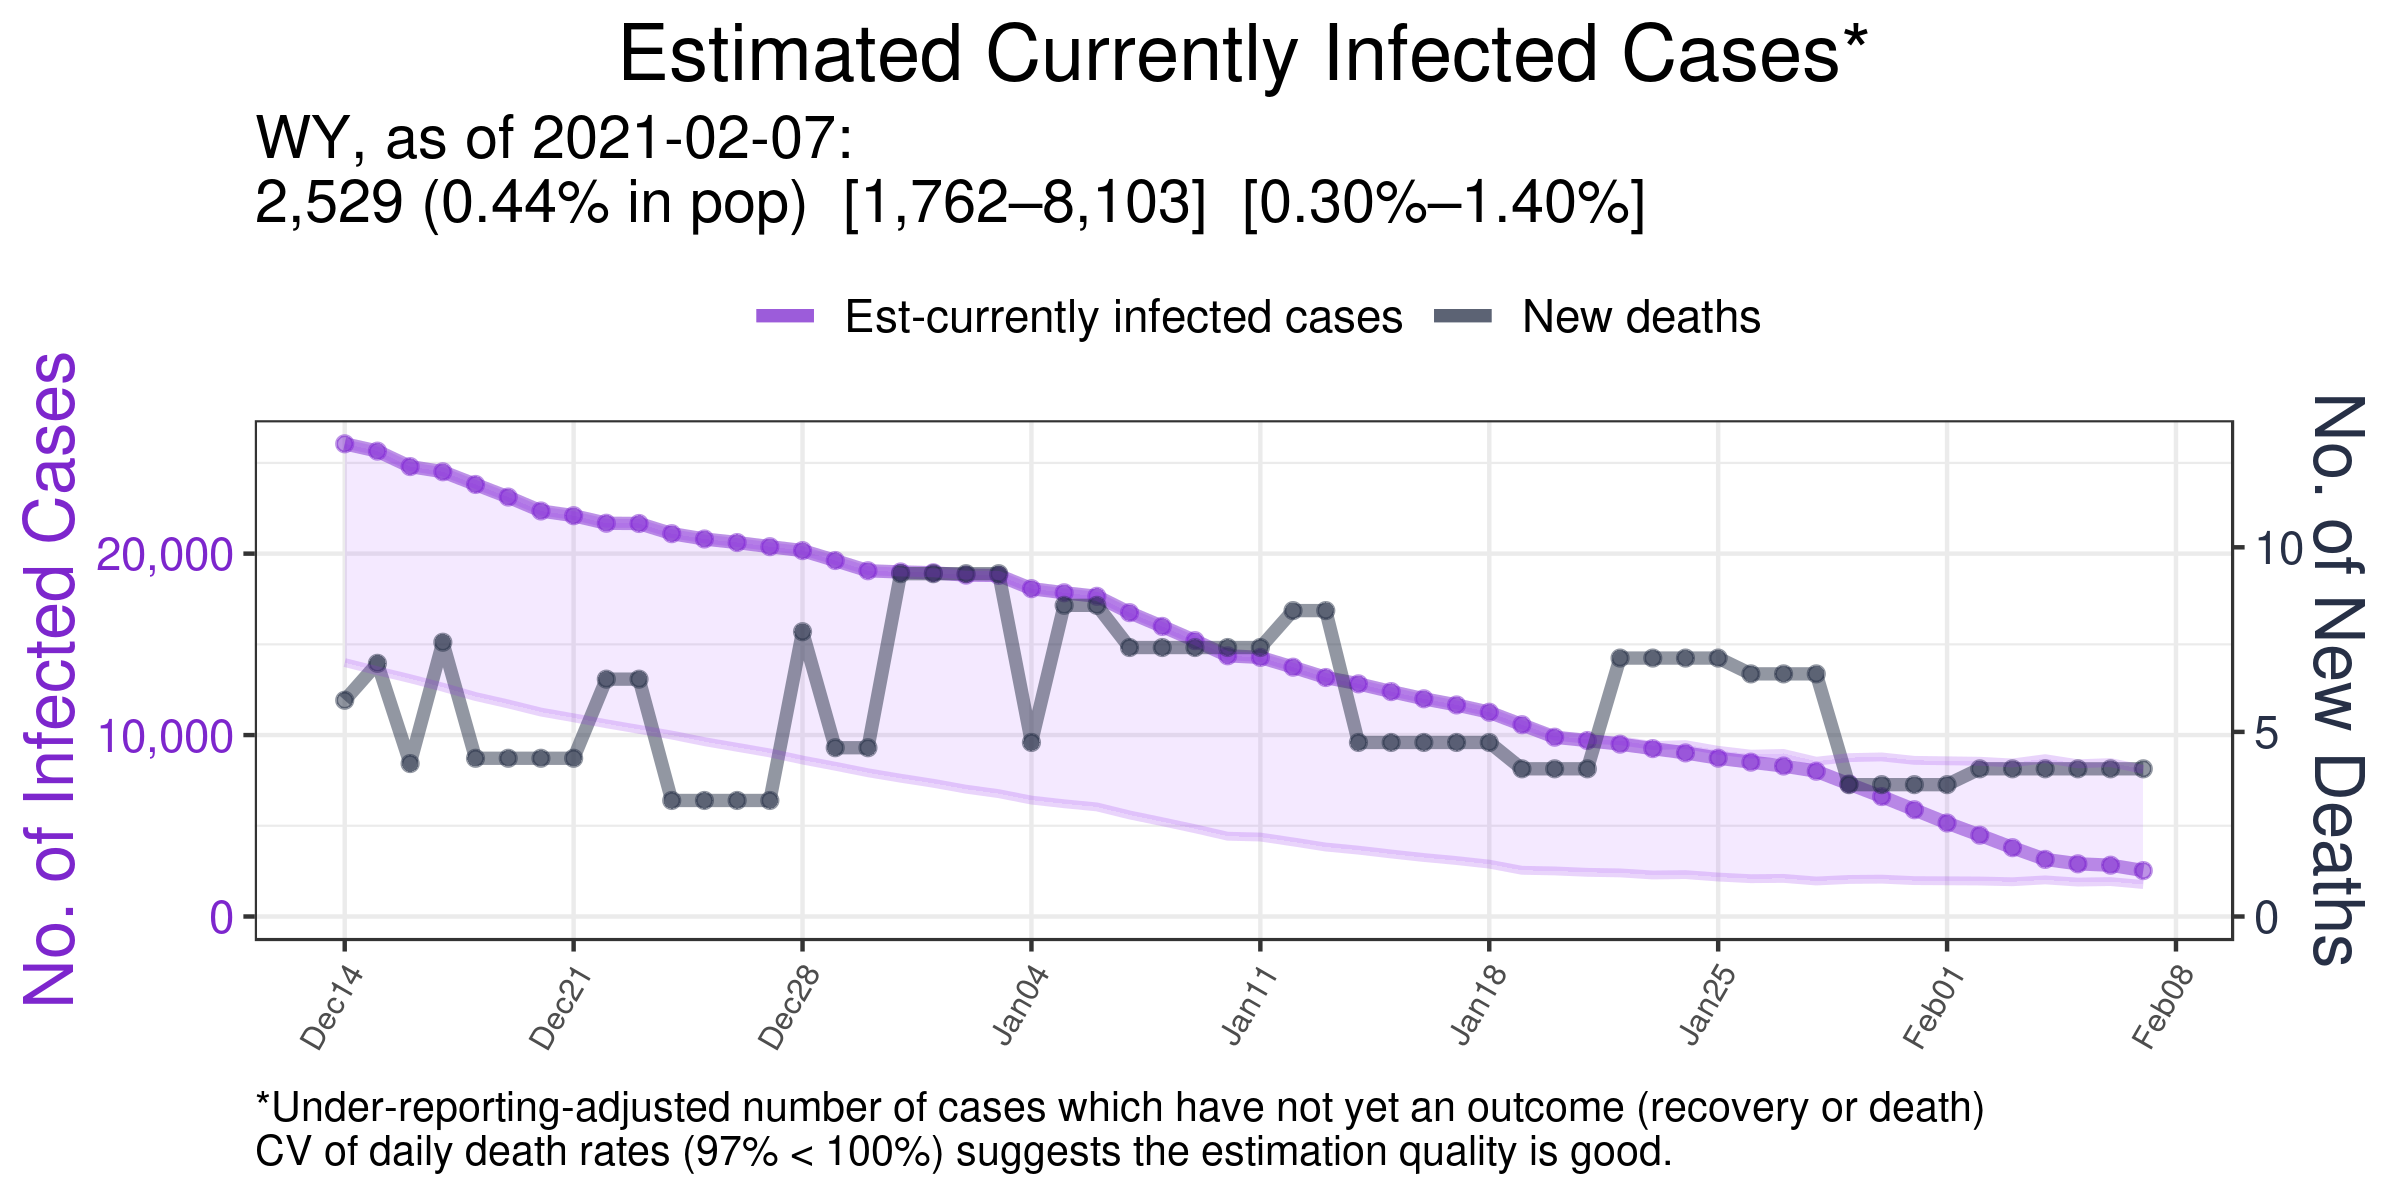 Estimated Currently Infected Cases*
WY, as of 2021-02-07:
2,529 (0.44% in pop)  [1,762–8,103]  [0.30%–1.40%]
Est-currently infected cases
New deaths
No. of Infected Cases
20,000
10,000
0
No. of New Deaths
10
5
0
Dec14
Dec21
Dec28
Jan04
Jan11
Jan18
Jan25
Feb01
Feb08
*Under-reporting-adjusted number of cases which have not yet an outcome (recovery or death)
CV of daily death rates (97% < 100%) suggests the estimation quality is good.